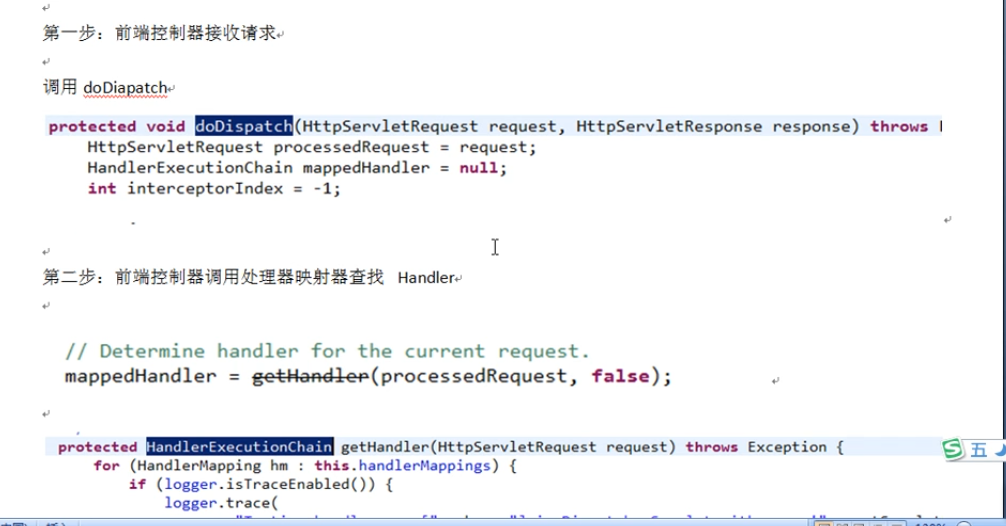 第一步：前端控制器接收请求
调用 doDiapatch
protected void doDispatch(HttpServletRequest request, HttpServletResponse response) throws
HttpServletRequest processedRequest = request;
HandlerExecutionChain mappedHandler = null;
int interceptorIndex = -1;
第二步：前端控制器调用处理器映射器查找 Handler
// Determine handler for the current request.
mappedHandler = getHandler(processedRequest, false);
protected HandlerExecutionChain getHandler(HttpServletRequest request) throws Exception {
for (HandlerMapping hm : this.handlerMappings) {
if (logger.isTraceEnabled()) {
logger.trace(
五